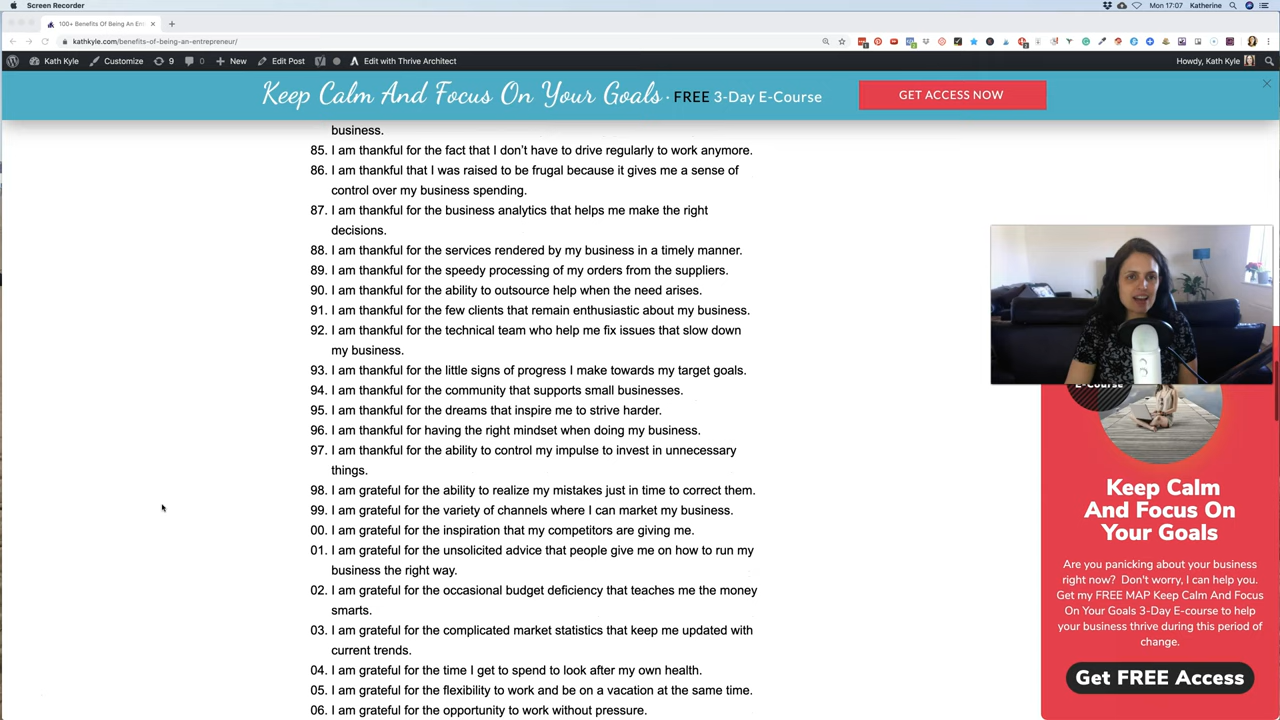 Screen Recorder
Mon 17:07 Katherine
100+ Benefits Of Being An Ent
kathkyle.com/benefits-of-being-an-entrepreneur/
Kath Kyle Customize 9 0 New Edit Post Edit with Thrive Architect Howdy, Kath Kyle
Keep Calm And Focus On Your Goals · FREE 3-Day E-Course GET ACCESS NOW
business.
85. I am thankful for the fact that I don't have to drive regularly to work anymore.
86. I am thankful that I was raised to be frugal because it gives me a sense of
control over my business spending.
87. I am thankful for the business analytics that helps me make the right
decisions.
88. I am thankful for the services rendered by my business in a timely manner.
89. I am thankful for the speedy processing of my orders from the suppliers.
90. I am thankful for the ability to outsource help when the need arises.
91. I am thankful for the few clients that remain enthusiastic about my business.
92. I am thankful for the technical team who help me fix issues that slow down
my business.
93. I am thankful for the little signs of progress I make towards my target goals.
94. I am thankful for the community that supports small businesses.
95. I am thankful for the dreams that inspire me to strive harder.
96. I am thankful for having the right mindset when doing my business.
97. I am thankful for the ability to control my impulse to invest in unnecessary
things.
98. I am grateful for the ability to realize my mistakes just in time to correct them.
99. I am grateful for the variety of channels where I can market my business.
00. I am grateful for the inspiration that my competitors are giving me.
01. I am grateful for the unsolicited advice that people give me on how to run my
business the right way.
02. I am grateful for the occasional budget deficiency that teaches me the money
smarts.
03. I am grateful for the complicated market statistics that keep me updated with
current trends.
04. I am grateful for the time I get to spend to look after my own health.
05. I am grateful for the flexibility to work and be on a vacation at the same time.
06. I am grateful for the opportunity to work without pressure.
E-Course
Keep Calm
And Focus On
Your Goals
Are you panicking about your business
right now? Don't worry, I can help you.
Get my FREE MAP Keep Calm And Focus
On Your Goals 3-Day E-course to help
your business thrive during this period of
change.
Get FREE Access